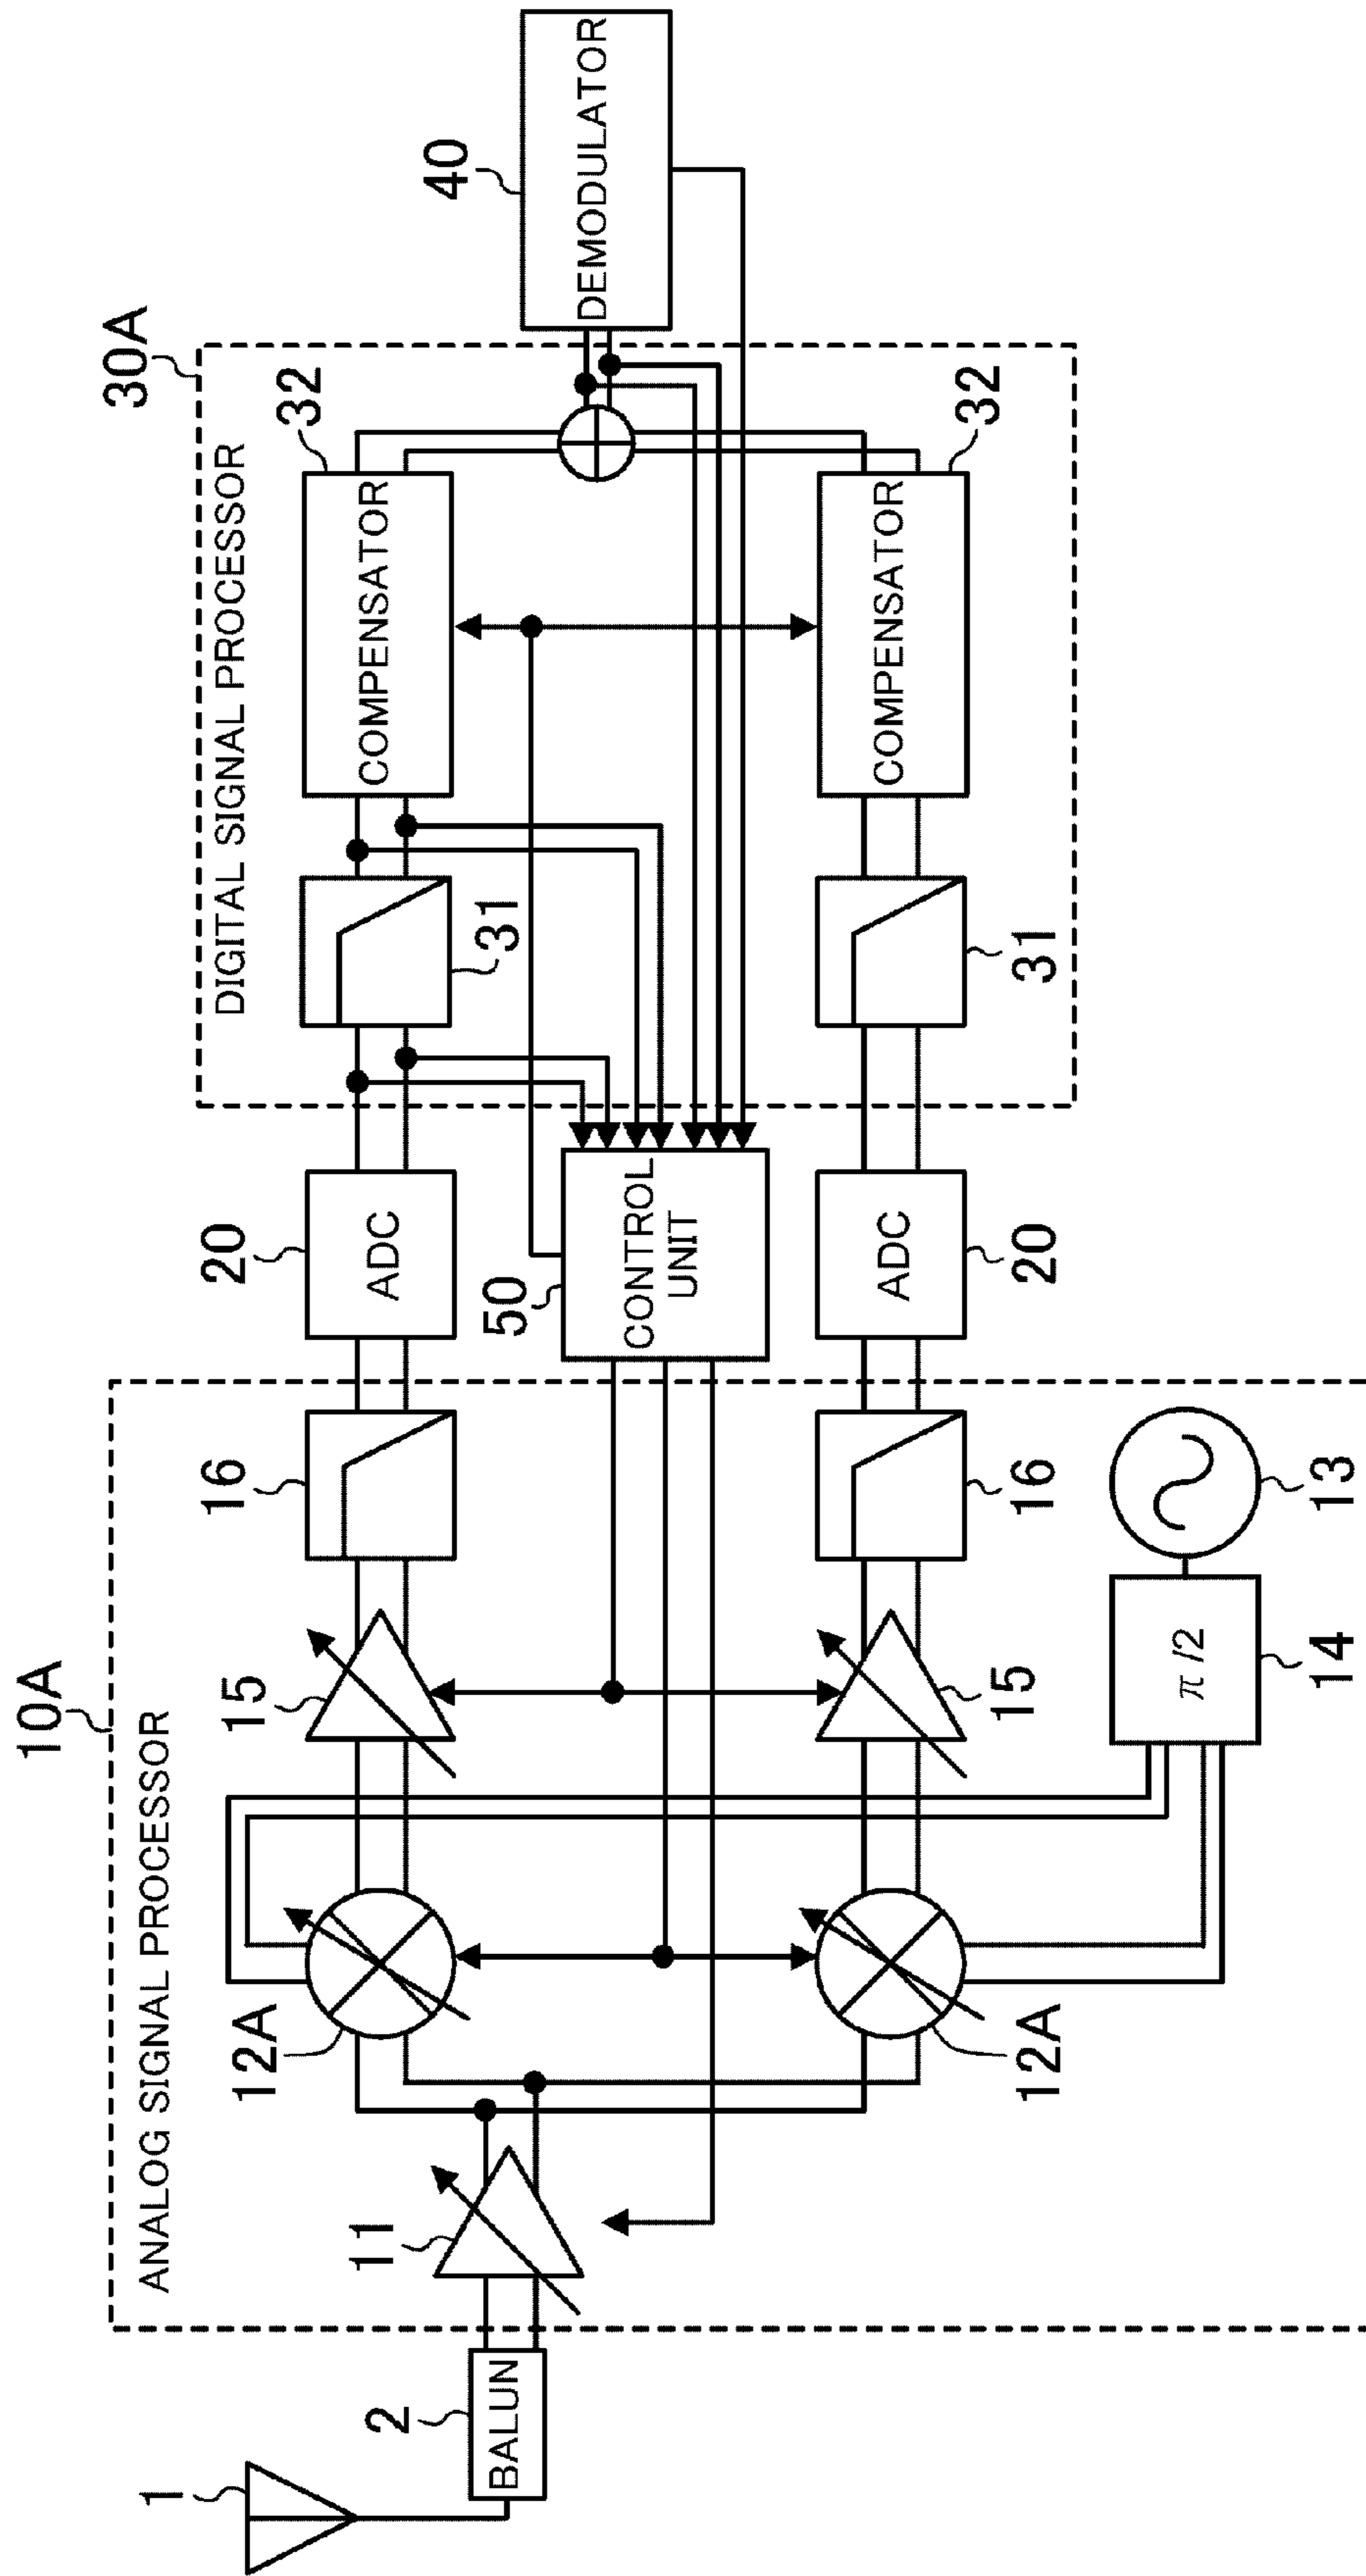 10A
ANALOG SIGNAL PROCESSOR
30A
DIGITAL SIGNAL PROCESSOR
1
2
BALUN
11
12A
15
16
20
ADC
31
COMPENSATOR
32
40
DEMODULATOR
50
CONTROL
UNIT
12A
15
16
20
ADC
31
COMPENSATOR
32
π/2
14
13